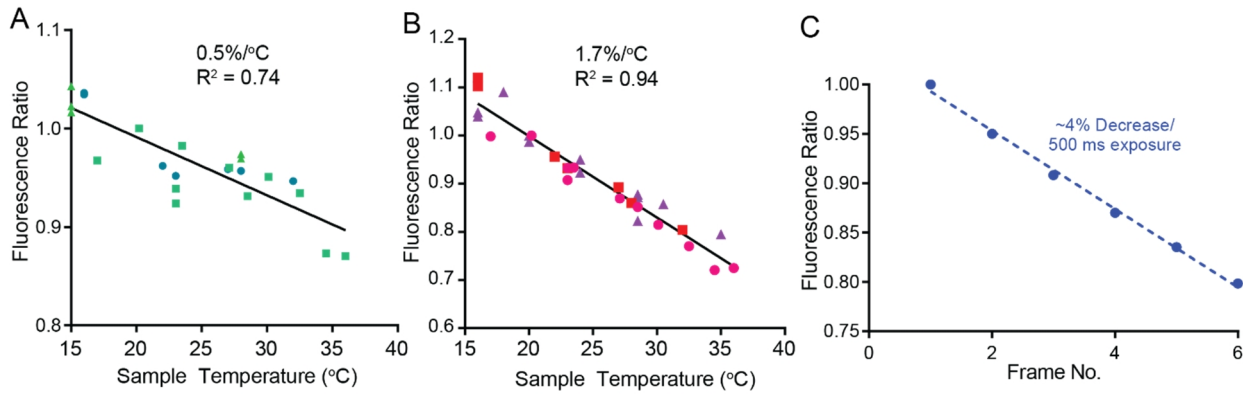 A
1.1
1.0
0.9
0.8
Fluorescence Ratio
0.5%/°C
R² = 0.74
15
20
25
30
35
40
Sample Temperature (°C)
B
1.2
1.1
1.0
0.9
0.8
0.7
0.6
Fluorescence Ratio
1.7%/°C
R² = 0.94
15
20
25
30
35
40
Sample Temperature (°C)
C
1.00
0.95
0.90
0.85
0.80
0.75
Fluorescence Ratio
~4% Decrease/
500 ms exposure
0
2
4
6
Frame No.